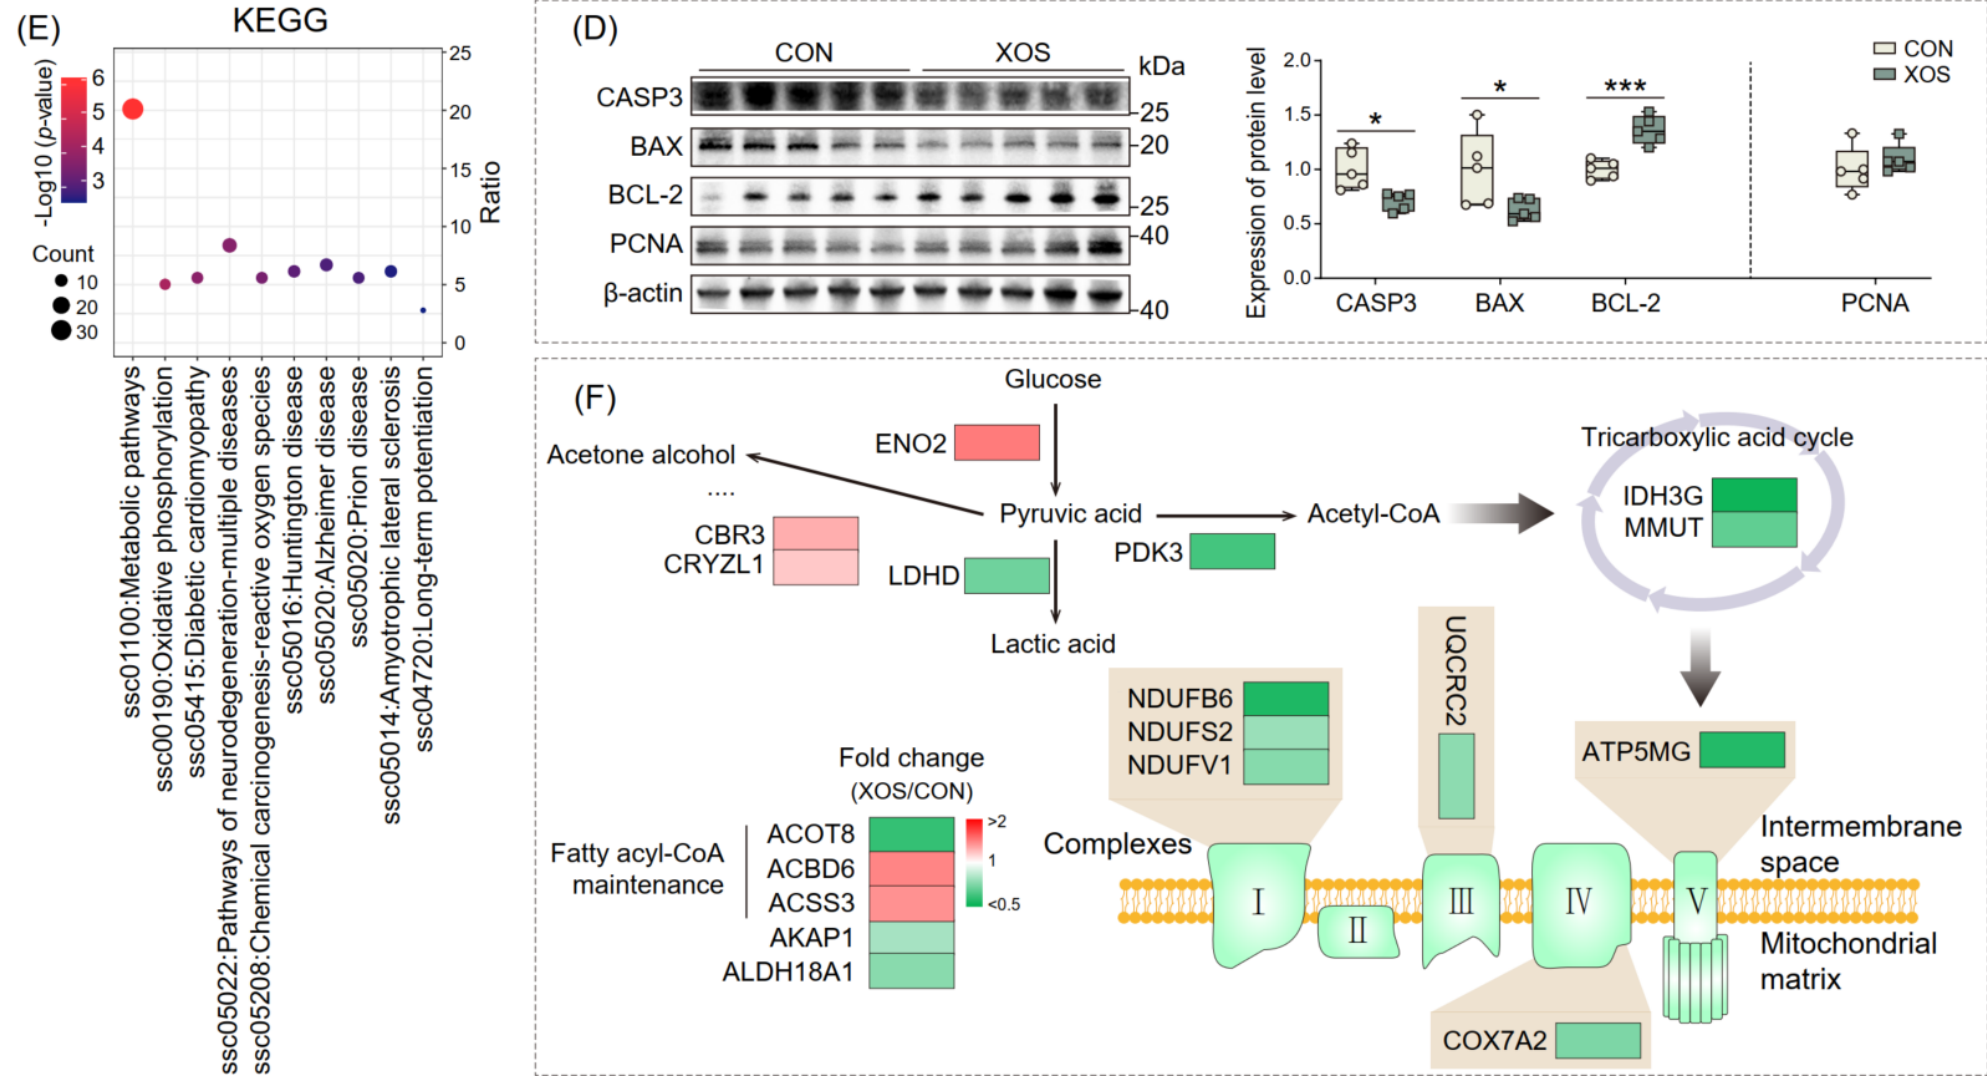 (E)
KEGG
-Log10 (p-value)
6
5
4
3
Count
10
20
30
25
20
15
10
5
0
Ratio
ssc01100:Metabolic pathways
ssc00190:Oxidative phosphorylation
ssc05415:Diabetic cardiomyopathy
ssc05022:Pathways of neurodegeneration-multiple diseases
ssc05208:Chemical carcinogenesis-reactive oxygen species
ssc05016:Huntington disease
ssc05020:Alzheimer disease
ssc05020:Prion disease
ssc05014:Amyotrophic lateral sclerosis
ssc04720:Long-term potentiation
(D)
CON
XOS
kDa
CASP3
25
BAX
20
BCL-2
25
PCNA
40
β-actin
40
Expression of protein level
2.0
1.5
1.0
0.5
0.0
*
*
***
CON
XOS
CASP3
BAX
BCL-2
PCNA
(F)
Glucose
ENO2
Acetone alcohol
....
CBR3
CRYZL1
Pyruvic acid
LDHD
Lactic acid
PDK3
Acetyl-CoA
Tricarboxylic acid cycle
IDH3G
MMUT
NDUFB6
NDUFS2
NDUFV1
UQCRC2
ATP5MG
Fold change
(XOS/CON)
>2
1
<0.5
Fatty acyl-CoA
maintenance
ACOT8
ACBD6
ACSS3
AKAP1
ALDH18A1
Complexes
I
II
III
IV
V
Intermembrane
space
Mitochondrial
matrix
COX7A2